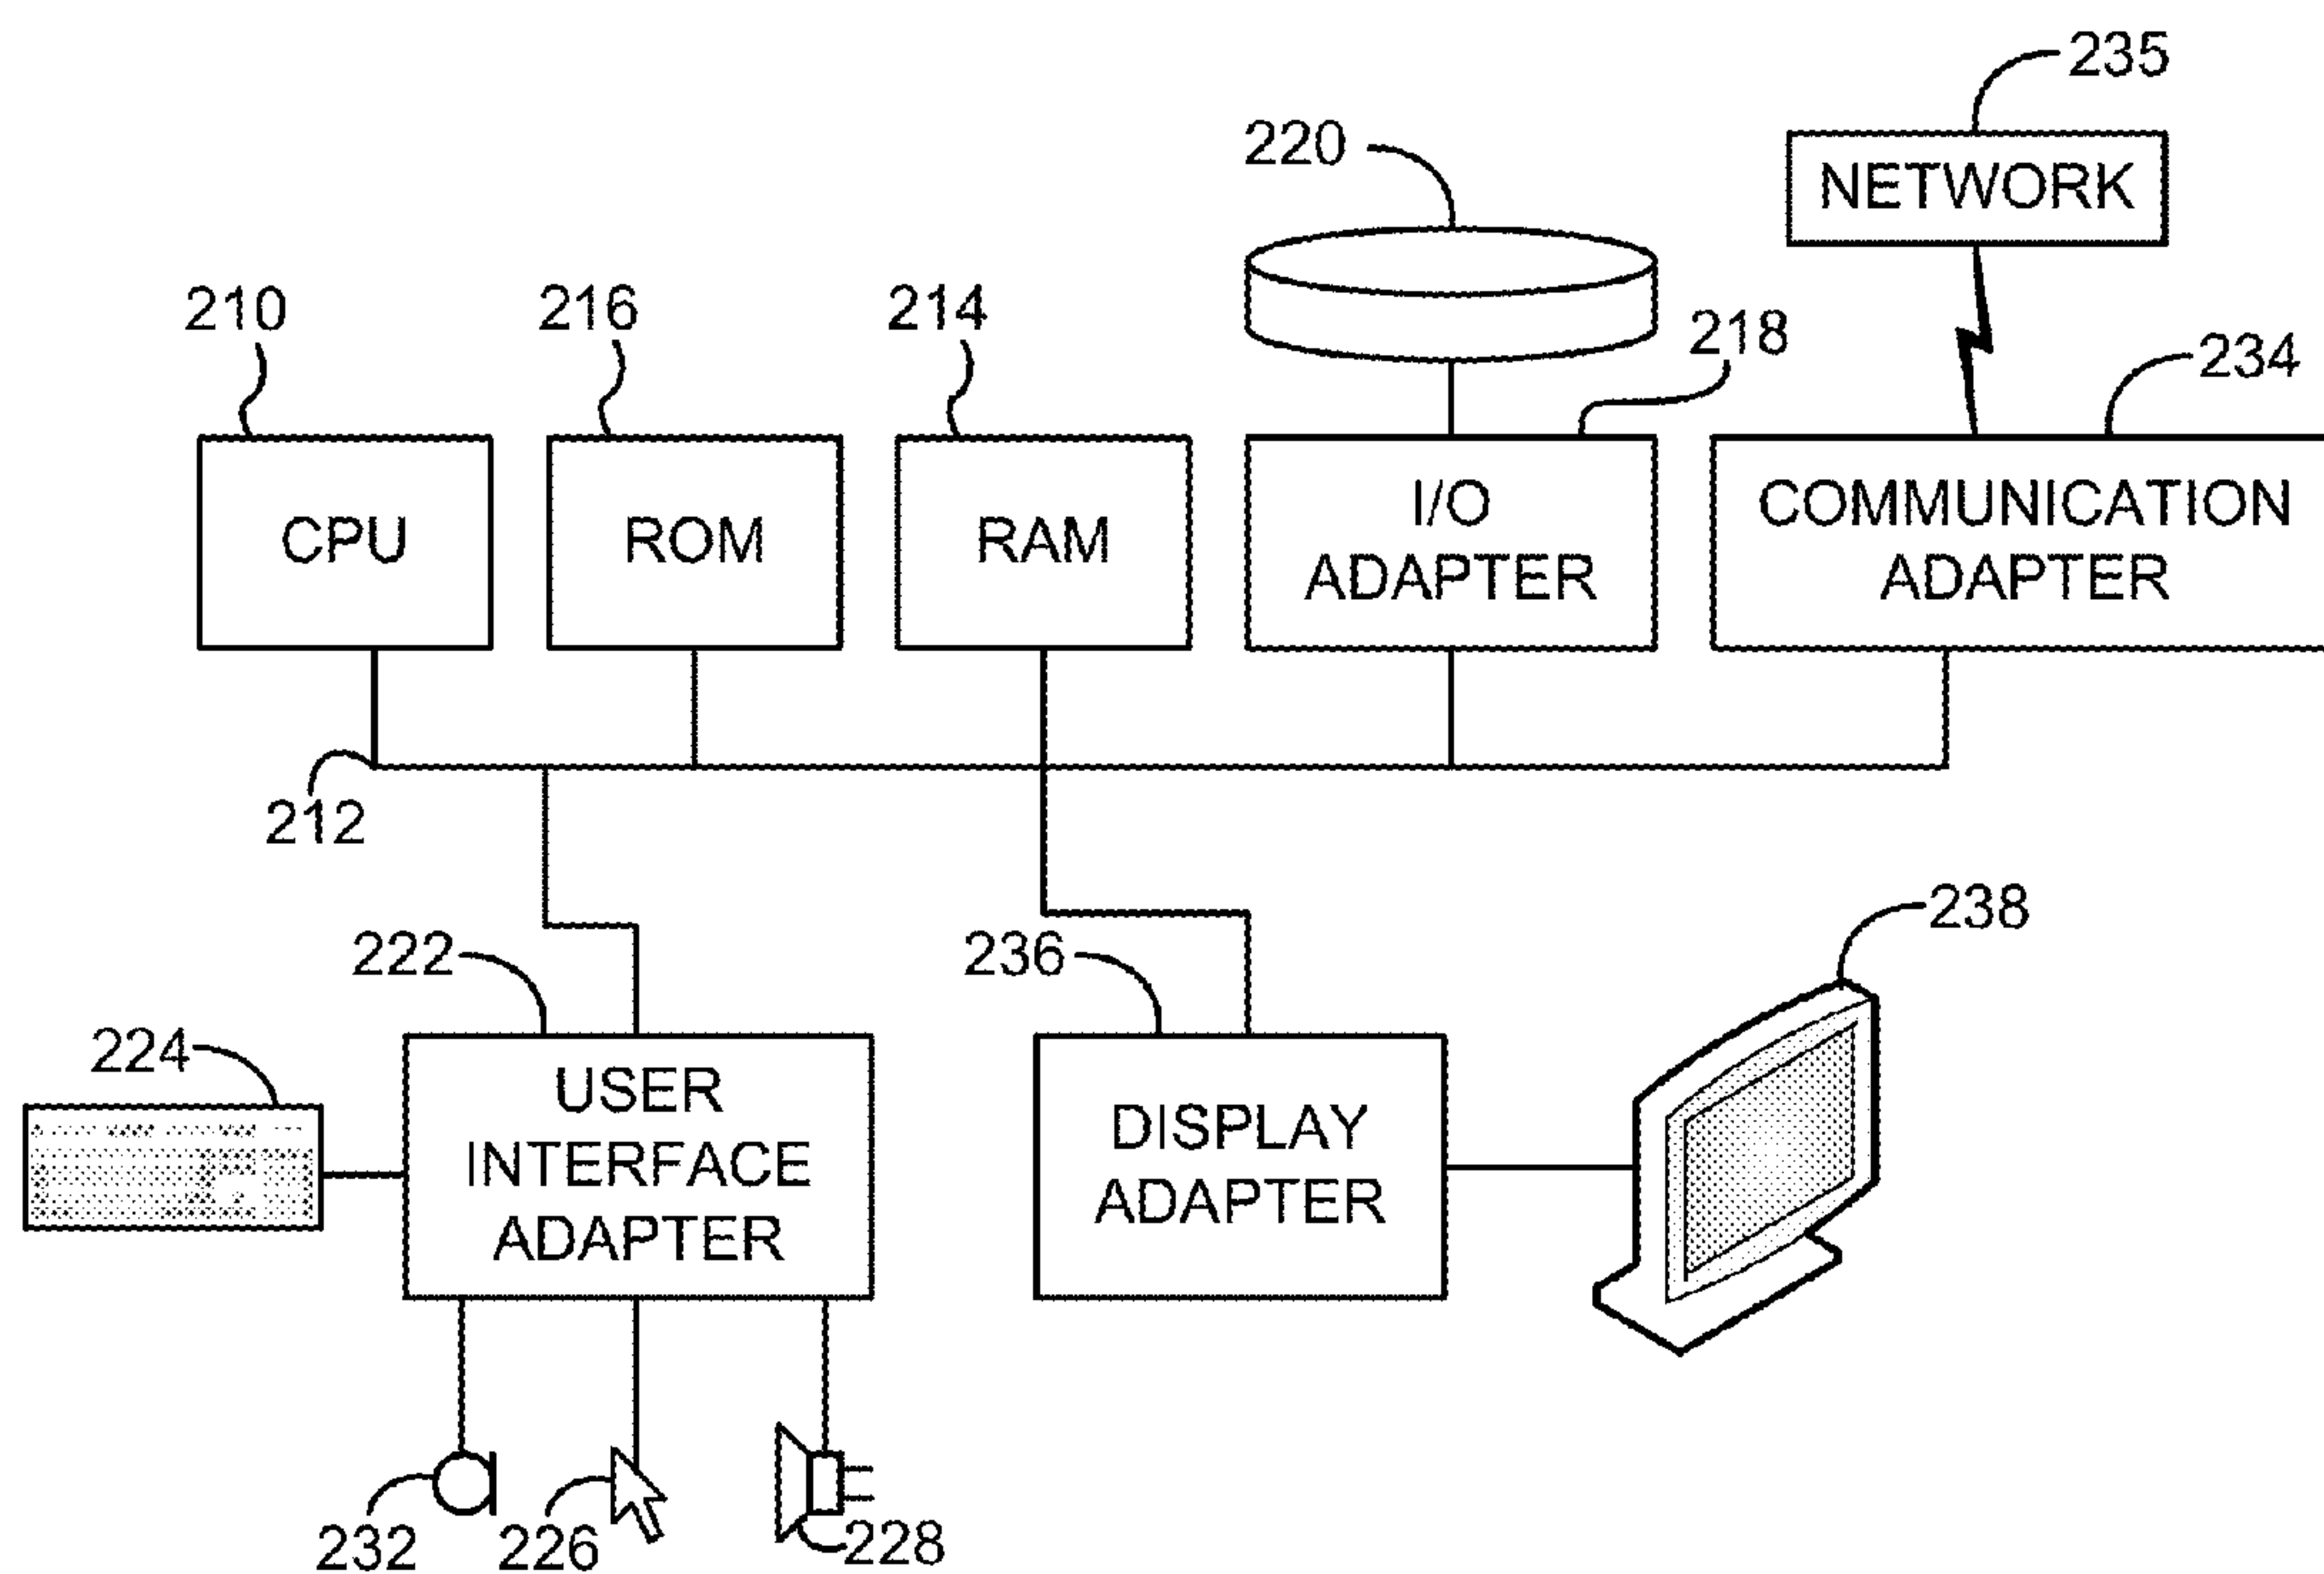 235
220
NETWORK
210
216
214
218
234
CPU
ROM
RAM
I/O
ADAPTER
COMMUNICATION
ADAPTER
212
238
222
236
224
USER
INTERFACE
ADAPTER
DISPLAY
ADAPTER
232
226
228